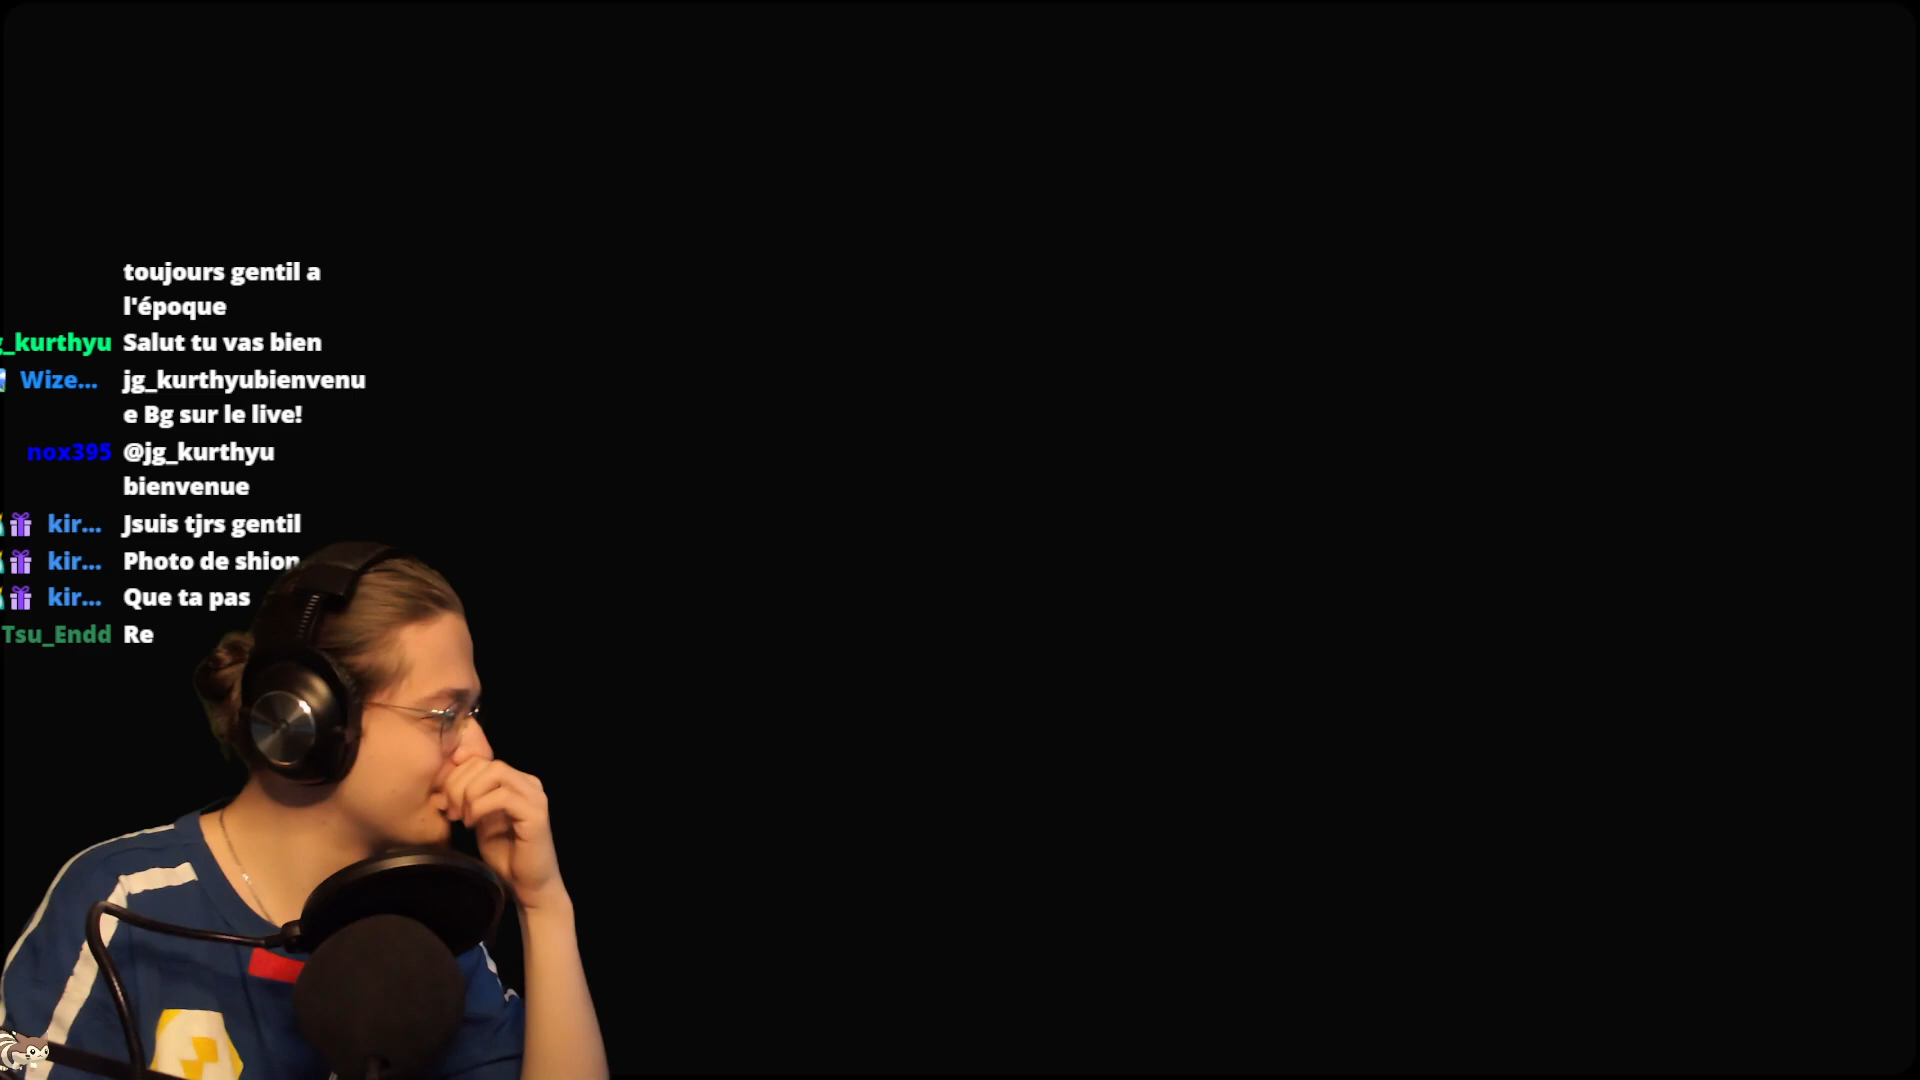 toujours gentil a
l'époque
g_kurthyu Salut tu vas bien
Wize... jg_kurthyubienvenu
e Bg sur le live!
nox395 @jg_kurthyu
bienvenue
kir... Jsuis tjrs gentil
kir... Photo de shion
kir... Que ta pas
Tsu_Endd Re